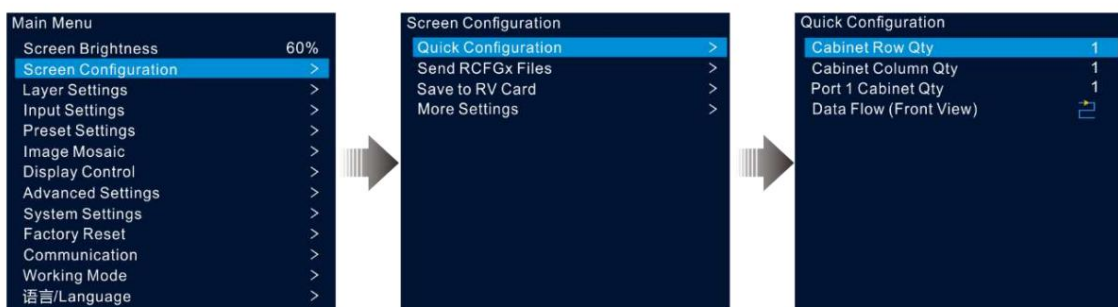 Main Menu
Screen Brightness 60%
Screen Configuration >
Layer Settings >
Input Settings >
Preset Settings >
Image Mosaic >
Display Control >
Advanced Settings >
System Settings >
Factory Reset >
Communication >
Working Mode >
语言/Language >
Screen Configuration
Quick Configuration >
Send RCFGx Files >
Save to RV Card >
More Settings >
Quick Configuration
Cabinet Row Qty 1
Cabinet Column Qty 1
Port 1 Cabinet Qty 1
Data Flow (Front View)